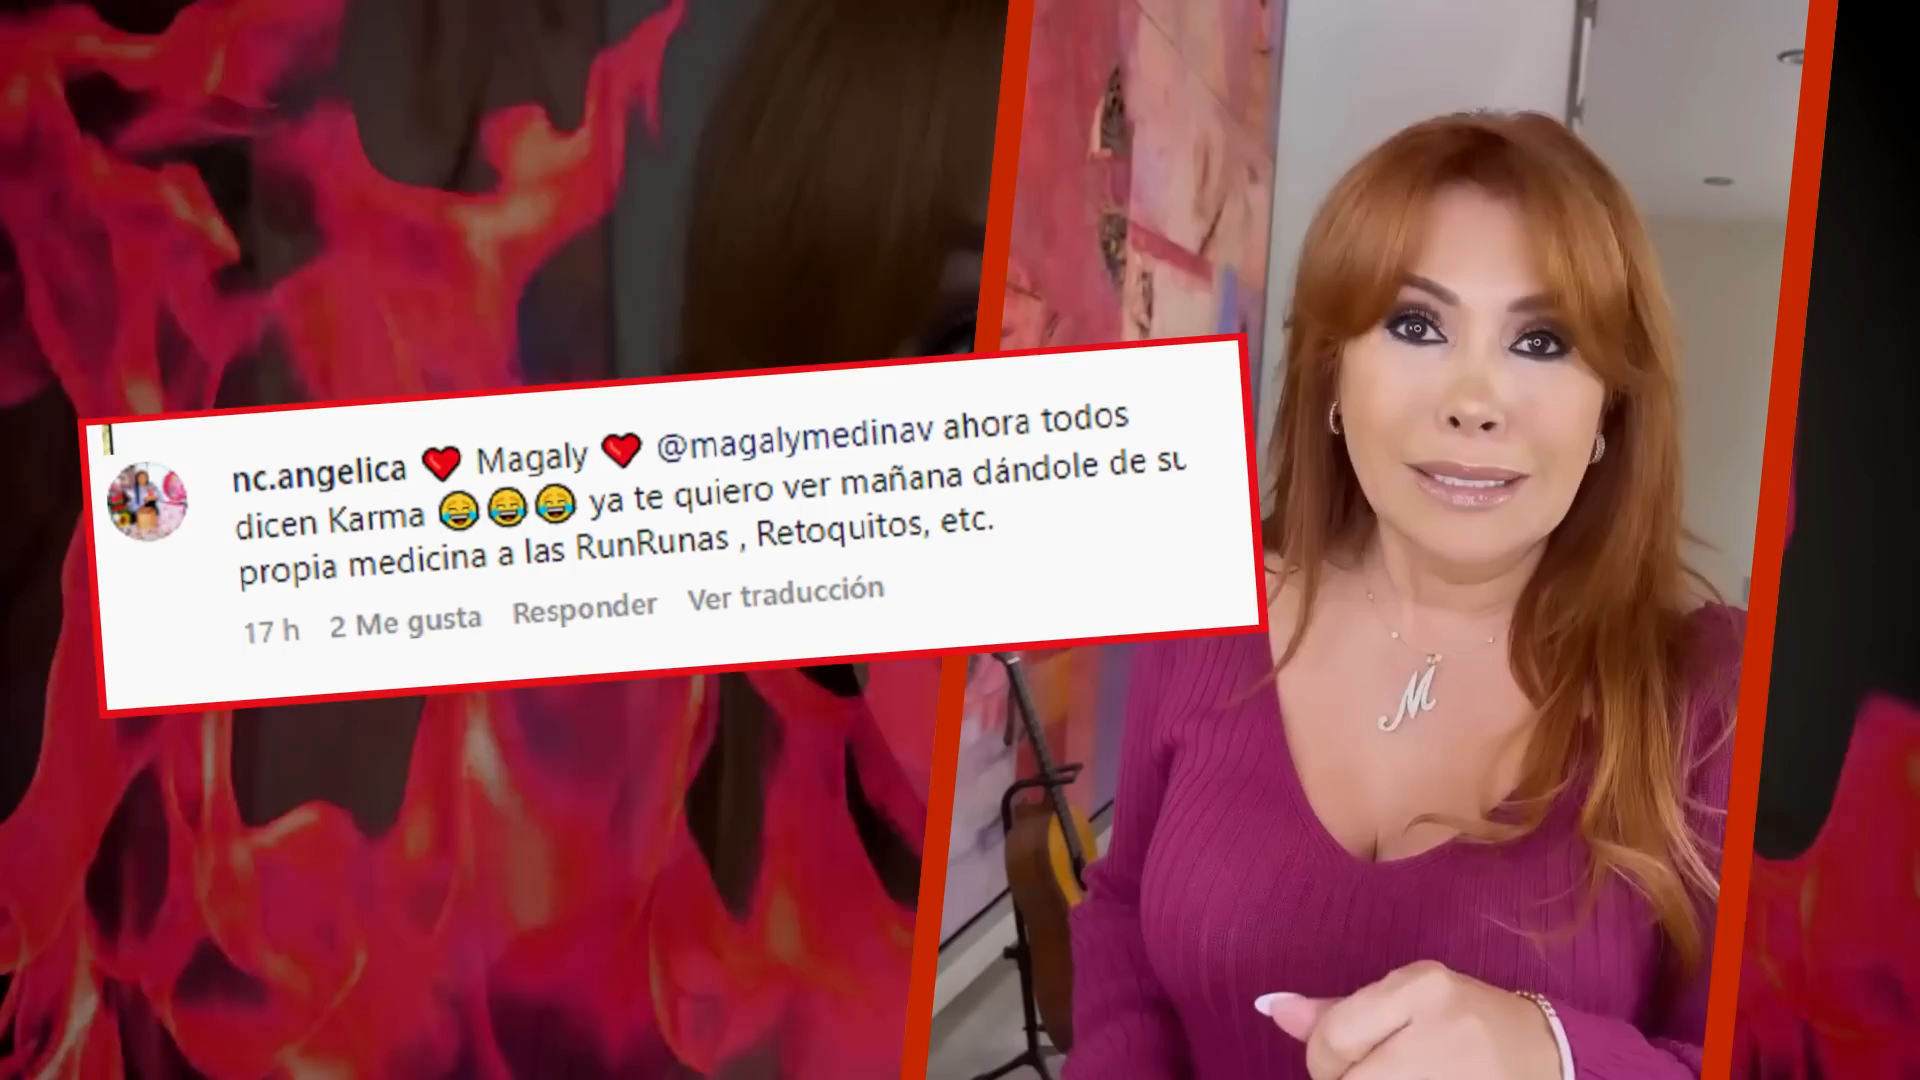 nc.angelica ❤️ Magaly ❤️ @magalymedinav ahora todos
dicen Karma 😂😂😂 ya te quiero ver mañana dándole de su
propia medicina a las RunRunas , Retoquitos, etc.
17 h 2 Me gusta Responder Ver traducción
M